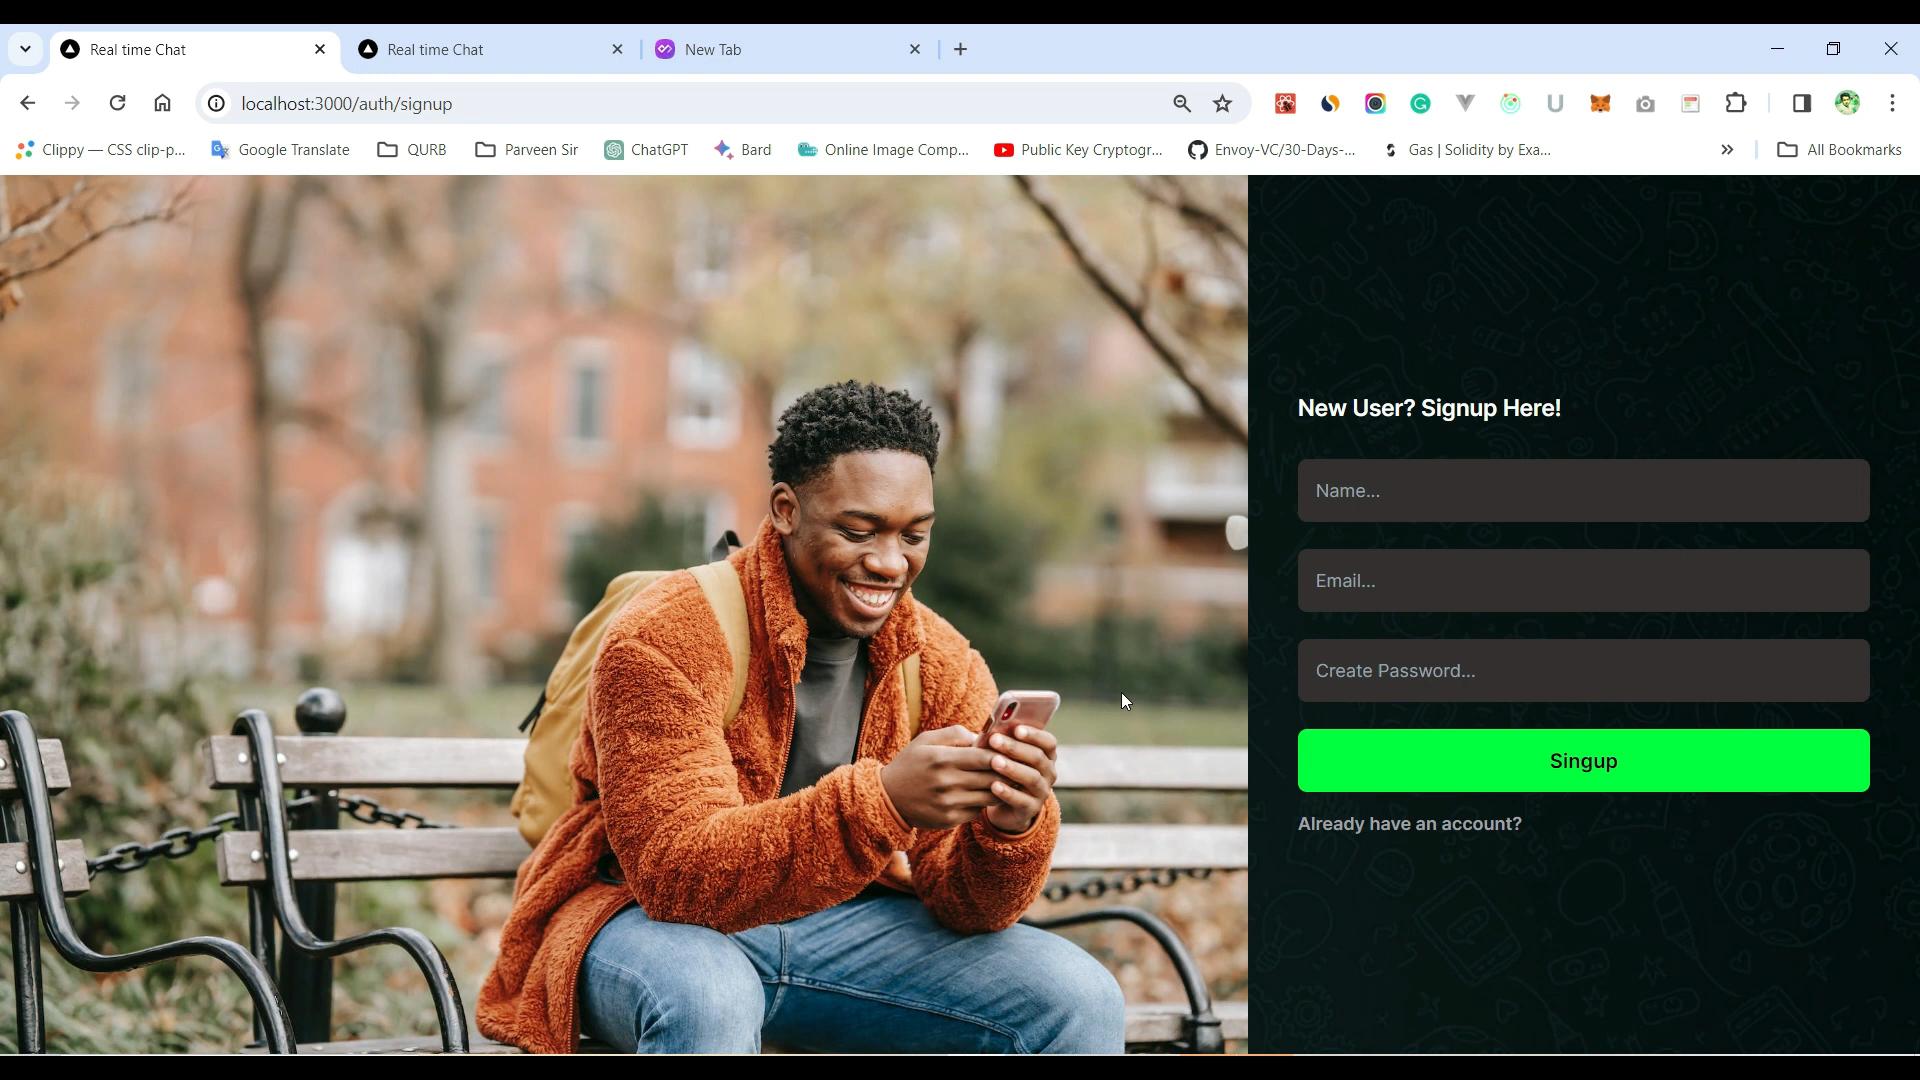 Real time Chat
Real time Chat
New Tab
localhost:3000/auth/signup
Clippy — CSS clip-p...
Google Translate
QURB
Parveen Sir
ChatGPT
Bard
Online Image Comp...
Public Key Cryptogr...
Envoy-VC/30-Days-...
Gas | Solidity by Exa...
All Bookmarks
New User? Signup Here!
Name...
Email...
Create Password...
Singup
Already have an account?